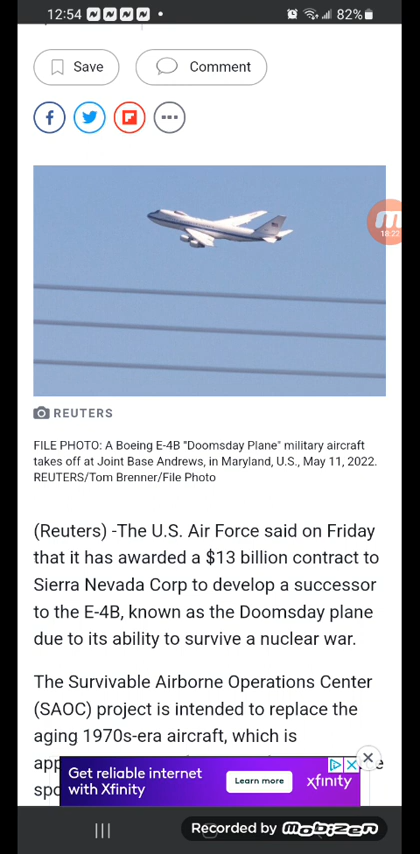 12:54 82%
Save Comment
18:22
REUTERS
FILE PHOTO: A Boeing E-4B "Doomsday Plane" military aircraft
takes off at Joint Base Andrews, in Maryland, U.S., May 11, 2022.
REUTERS/Tom Brenner/File Photo
(Reuters) -The U.S. Air Force said on Friday
that it has awarded a $13 billion contract to
Sierra Nevada Corp to develop a successor
to the E-4B, known as the Doomsday plane
due to its ability to survive a nuclear war.
The Survivable Airborne Operations Center
(SAOC) project is intended to replace the
aging 1970s-era aircraft, which is
Get reliable internet
with Xfinity
Learn more
xfinity
Recorded by mobizen